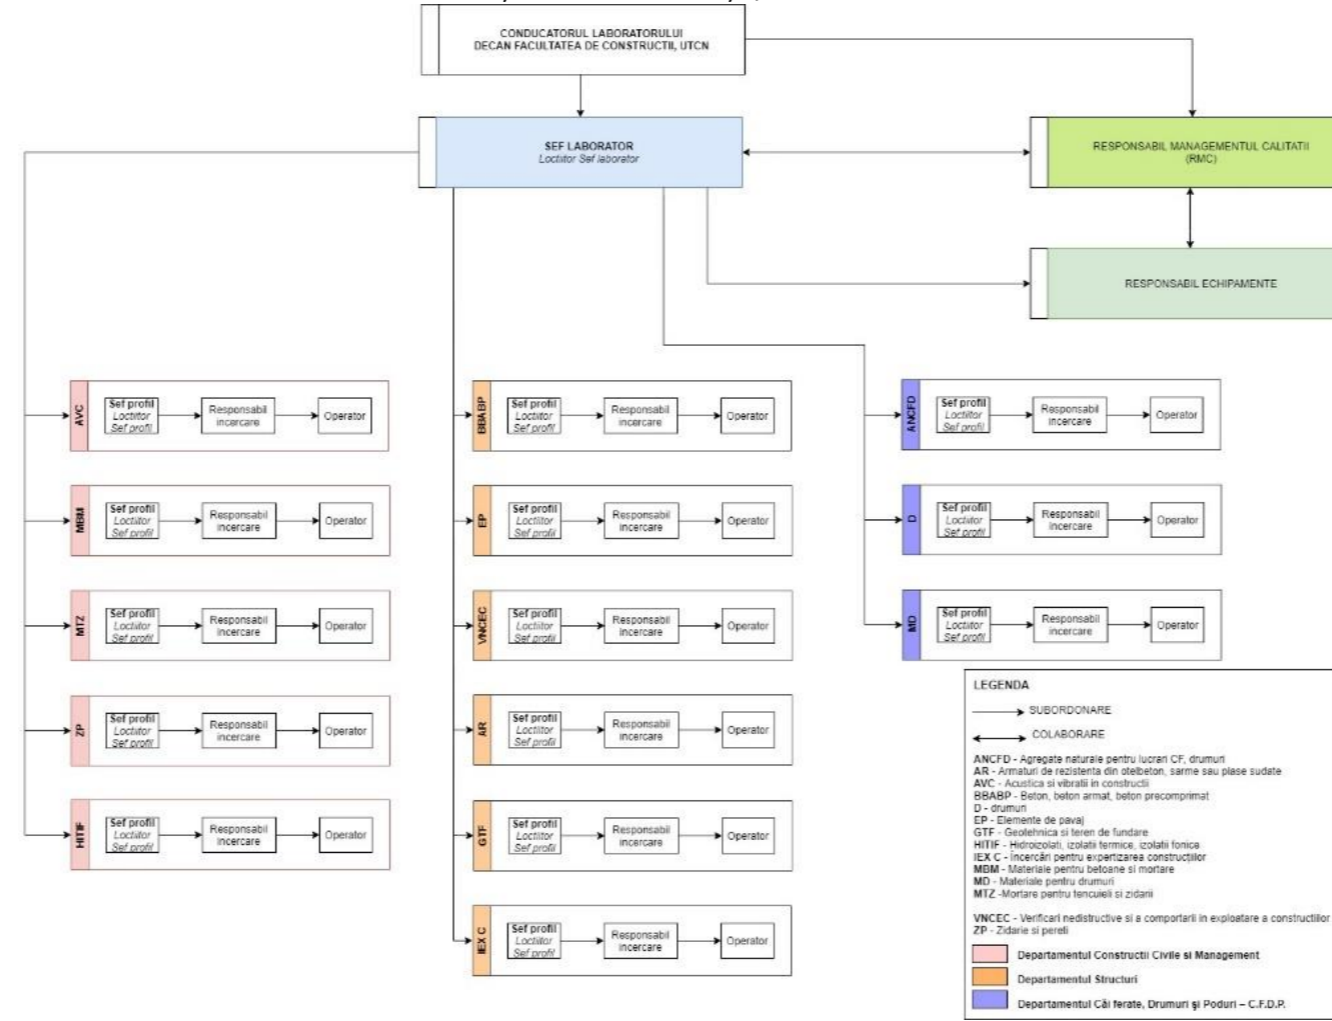 CONDUCATORUL LABORATORULUI
DECAN FACULTATEA DE CONSTRUCTII, UTCN
SEF LABORATOR
Loctiitor Sef laborator
RESPONSABIL MANAGEMENTUL CALITATII
(RMC)
RESPONSABIL ECHIPAMENTE
AVC
Sef profil
Loctiitor
Sef profil
Responsabil
incercare
Operator
BBABP
Sef profil
Loctiitor
Sef profil
Responsabil
incercare
Operator
ANCFD
Sef profil
Loctiitor
Sef profil
Responsabil
incercare
Operator
MBM
Sef profil
Loctiitor
Sef profil
Responsabil
incercare
Operator
EP
Sef profil
Loctiitor
Sef profil
Responsabil
incercare
Operator
D
Sef profil
Loctiitor
Sef profil
Responsabil
incercare
Operator
MTZ
Sef profil
Loctiitor
Sef profil
Responsabil
incercare
Operator
VNCEC
Sef profil
Loctiitor
Sef profil
Responsabil
incercare
Operator
MD
Sef profil
Loctiitor
Sef profil
Responsabil
incercare
Operator
ZP
Sef profil
Loctiitor
Sef profil
Responsabil
incercare
Operator
AR
Sef profil
Loctiitor
Sef profil
Responsabil
incercare
Operator
HITIF
Sef profil
Loctiitor
Sef profil
Responsabil
incercare
Operator
GTF
Sef profil
Loctiitor
Sef profil
Responsabil
incercare
Operator
IEX C
Sef profil
Loctiitor
Sef profil
Responsabil
incercare
Operator
LEGENDA
SUBORDONARE
COLABORARE
ANCFD - Agregate naturale pentru lucrari CF, drumuri
AR - Armaturi de rezistenta din otelbeton, sarme sau plase sudate
AVC - Acustica si vibratii in constructii
BBABP - Beton, beton armat, beton precomprimat
D - drumuri
EP - Elemente de pavaj
GTF - Geotehnica si teren de fundare
HITIF - Hidroizolati, izolatii termice, izolatii fonice
IEX C - Încercări pentru expertizarea construcțiilor
MBM - Materiale pentru betoane si mortare
MD - Materiale pentru drumuri
MTZ -Mortare pentru tencuieli si zidarii
VNCEC - Verificari nedistructive si a comportarii in exploatare a constructiilor
ZP - Zidarie si pereti
Departamentul Constructii Civile si Management
Departamentul Structuri
Departamentul Căi ferate, Drumuri şi Poduri – C.F.D.P.